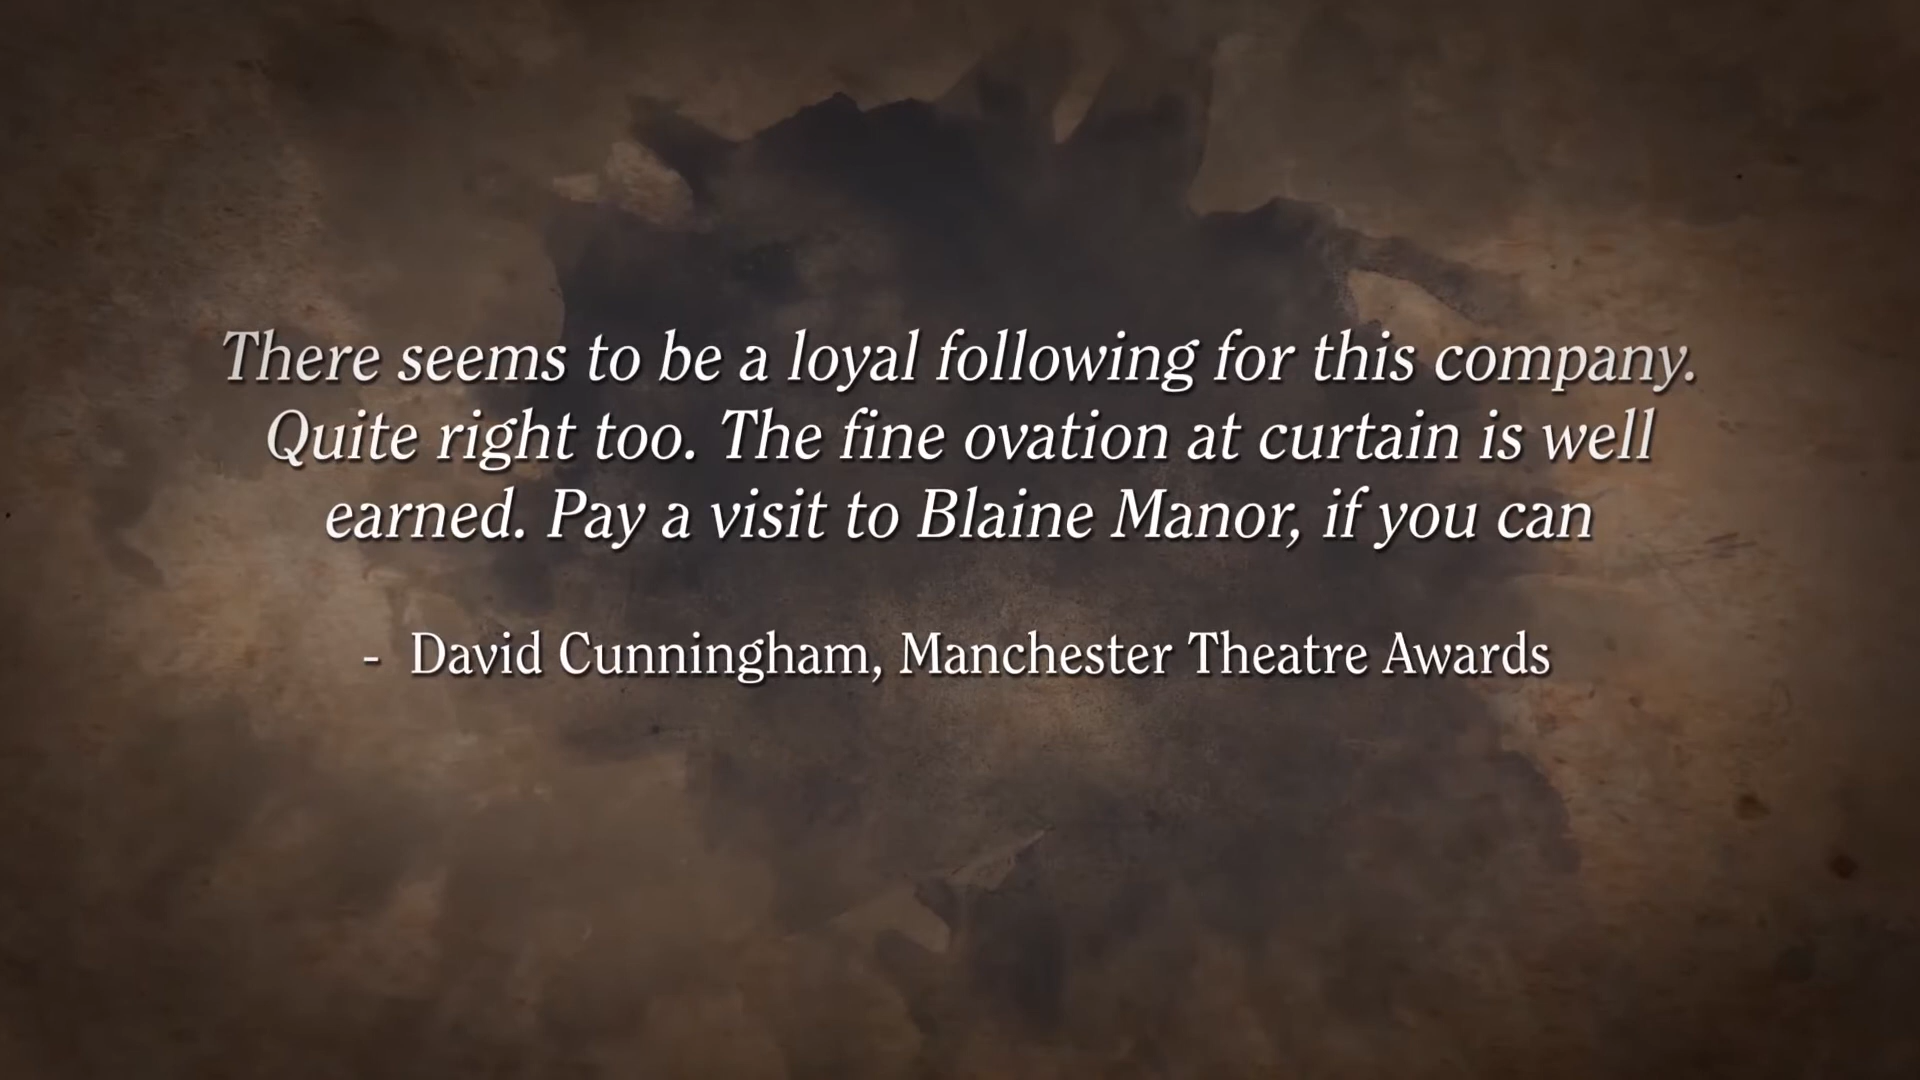 There seems to be a loyal following for this company.
Quite right too. The fine ovation at curtain is well
earned. Pay a visit to Blaine Manor, if you can
- David Cunningham, Manchester Theatre Awards